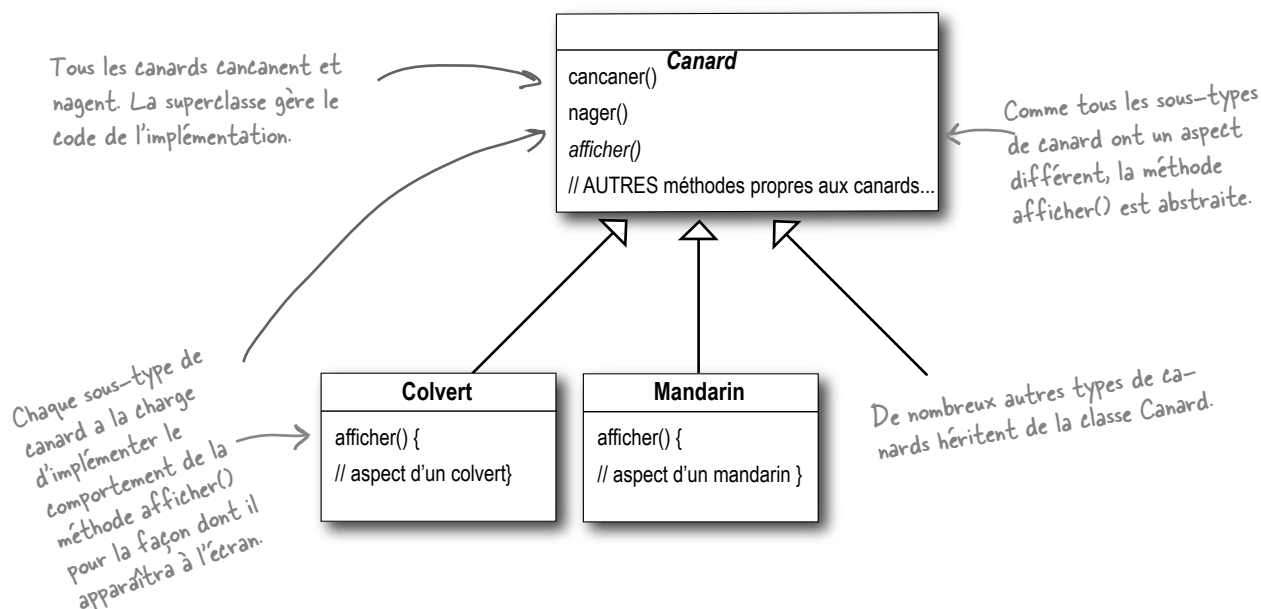 Tous les canards cancanent et
nagent. La superclasse gère le
code de l'implémentation.
Canard
cancaner()
nager()
afficher()
// AUTRES méthodes propres aux canards...
Comme tous les sous-types
de canard ont un aspect
différent, la méthode
afficher() est abstraite.
Chaque sous-type de
canard a la charge
d'implémenter le
comportement de la
méthode afficher()
pour la façon dont il
apparaîtra à l'écran.
Colvert
afficher() {
// aspect d'un colvert}
Mandarin
afficher() {
// aspect d'un mandarin }
De nombreux autres types de ca-
nards héritent de la classe Canard.